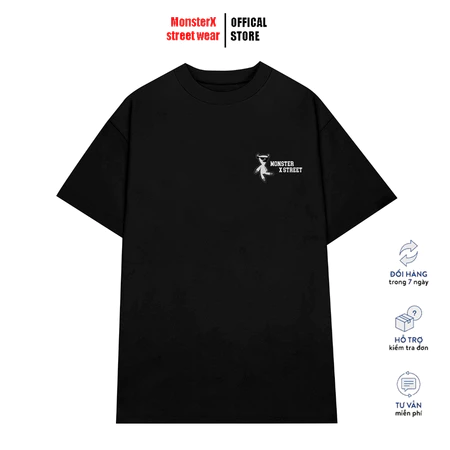 MonsterX
street wear
OFFICIAL
STORE
MONSTER
X STREET
ĐỔI HÀNG
trong 7 ngày
?
HỖ TRỢ
kiểm tra đơn
TƯ VẤN
miễn phí